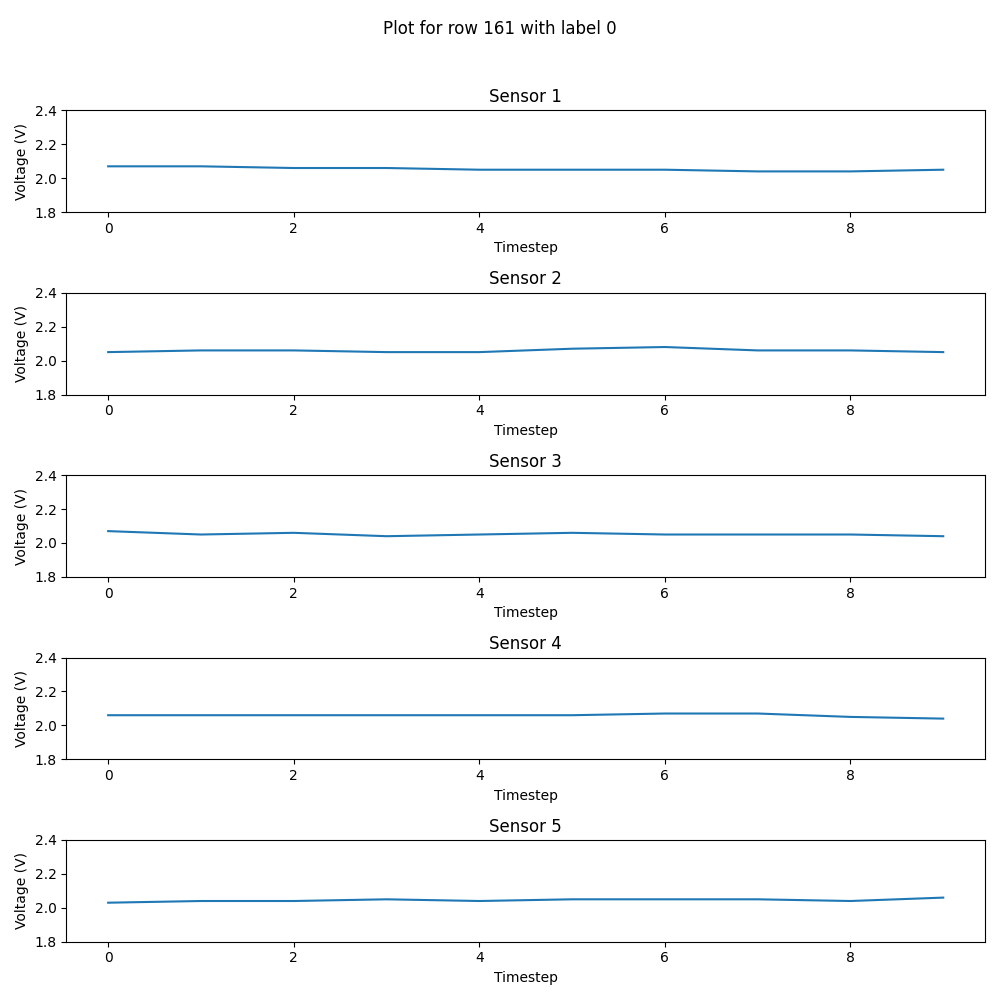 Plot for row 161 with label 0
Sensor 1
2.4
2.2
2.0
1.8
Voltage (V)
0 2 4 6 8
Timestep
Sensor 2
2.4
2.2
2.0
1.8
Voltage (V)
0 2 4 6 8
Timestep
Sensor 3
2.4
2.2
2.0
1.8
Voltage (V)
0 2 4 6 8
Timestep
Sensor 4
2.4
2.2
2.0
1.8
Voltage (V)
0 2 4 6 8
Timestep
Sensor 5
2.4
2.2
2.0
1.8
Voltage (V)
0 2 4 6 8
Timestep